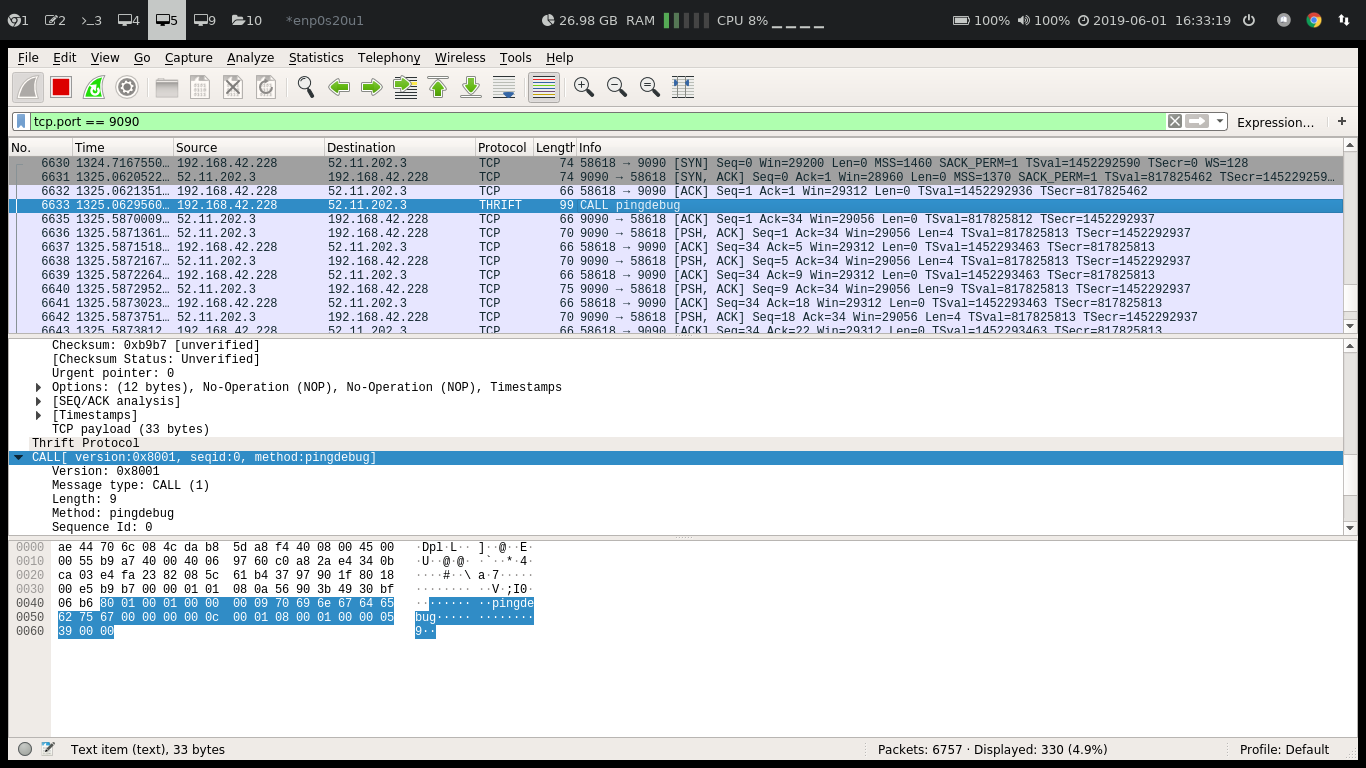 1 2 >_3 4 5 9 10 *enp0s20u1 26.98 GB RAM CPU 8% 100% 100% 2019-06-01 16:33:19
File Edit View Go Capture Analyze Statistics Telephony Wireless Tools Help
tcp.port == 9090 Expression… +
No. Time Source Destination Protocol Length Info
6630 1324.7167550… 192.168.42.228 52.11.202.3 TCP 74 58618 → 9090 [SYN] Seq=0 Win=29200 Len=0 MSS=1460 SACK_PERM=1 TSval=1452292590 TSecr=0 WS=128
6631 1325.0620522… 52.11.202.3 192.168.42.228 TCP 74 9090 → 58618 [SYN, ACK] Seq=0 Ack=1 Win=28960 Len=0 MSS=1370 SACK_PERM=1 TSval=817825462 TSecr=145229259…
6632 1325.0621351… 192.168.42.228 52.11.202.3 TCP 66 58618 → 9090 [ACK] Seq=1 Ack=1 Win=29312 Len=0 TSval=1452292936 TSecr=817825462
6633 1325.0629560… 192.168.42.228 52.11.202.3 THRIFT 99 CALL pingdebug
6635 1325.5870009… 52.11.202.3 192.168.42.228 TCP 66 9090 → 58618 [ACK] Seq=1 Ack=34 Win=29056 Len=0 TSval=817825812 TSecr=1452292937
6636 1325.5871361… 52.11.202.3 192.168.42.228 TCP 70 9090 → 58618 [PSH, ACK] Seq=1 Ack=34 Win=29056 Len=4 TSval=817825813 TSecr=1452292937
6637 1325.5871518… 192.168.42.228 52.11.202.3 TCP 66 58618 → 9090 [ACK] Seq=34 Ack=5 Win=29312 Len=0 TSval=1452293463 TSecr=817825813
6638 1325.5872167… 52.11.202.3 192.168.42.228 TCP 70 9090 → 58618 [PSH, ACK] Seq=5 Ack=34 Win=29056 Len=4 TSval=817825813 TSecr=1452292937
6639 1325.5872264… 192.168.42.228 52.11.202.3 TCP 66 58618 → 9090 [ACK] Seq=34 Ack=9 Win=29312 Len=0 TSval=1452293463 TSecr=817825813
6640 1325.5872952… 52.11.202.3 192.168.42.228 TCP 75 9090 → 58618 [PSH, ACK] Seq=9 Ack=34 Win=29056 Len=9 TSval=817825813 TSecr=1452292937
6641 1325.5873023… 192.168.42.228 52.11.202.3 TCP 66 58618 → 9090 [ACK] Seq=34 Ack=18 Win=29312 Len=0 TSval=1452293463 TSecr=817825813
6642 1325.5873751… 52.11.202.3 192.168.42.228 TCP 70 9090 → 58618 [PSH, ACK] Seq=18 Ack=34 Win=29056 Len=4 TSval=817825813 TSecr=1452292937
6643 1325.5873812… 192.168.42.228 52.11.202.3 TCP 66 58618 → 9090 [ACK] Seq=34 Ack=22 Win=29312 Len=0 TSval=1452293463 TSecr=817825813
Checksum: 0xb9b7 [unverified]
[Checksum Status: Unverified]
Urgent pointer: 0
Options: (12 bytes), No-Operation (NOP), No-Operation (NOP), Timestamps
[SEQ/ACK analysis]
[Timestamps]
TCP payload (33 bytes)
Thrift Protocol
CALL[ version:0x8001, seqid:0, method:pingdebug]
Version: 0x8001
Message type: CALL (1)
Length: 9
Method: pingdebug
Sequence Id: 0
0000 ae 44 70 6c 08 4c da b8 5d a8 f4 40 08 00 45 00 ·Dpl·L·· ]··@··E·
0010 00 55 b9 a7 40 00 40 06 97 60 c0 a8 2a e4 34 0b ·U··@·@· ·`··*·4·
0020 ca 03 e4 fa 23 82 08 5c 61 b4 37 97 90 1f 80 18 ····#··\ a·7·····
0030 00 e5 b9 b7 00 00 01 01 08 0a 56 90 3b 49 30 bf ········ ··V·;I0·
0040 06 b6 80 01 00 01 00 00 00 09 70 69 6e 67 64 65 ········ ··pingde
0050 62 75 67 00 00 00 00 0c 00 01 08 00 01 00 00 05 bug····· ········
0060 39 00 00 9··
Text item (text), 33 bytes Packets: 6757 · Displayed: 330 (4.9%) Profile: Default